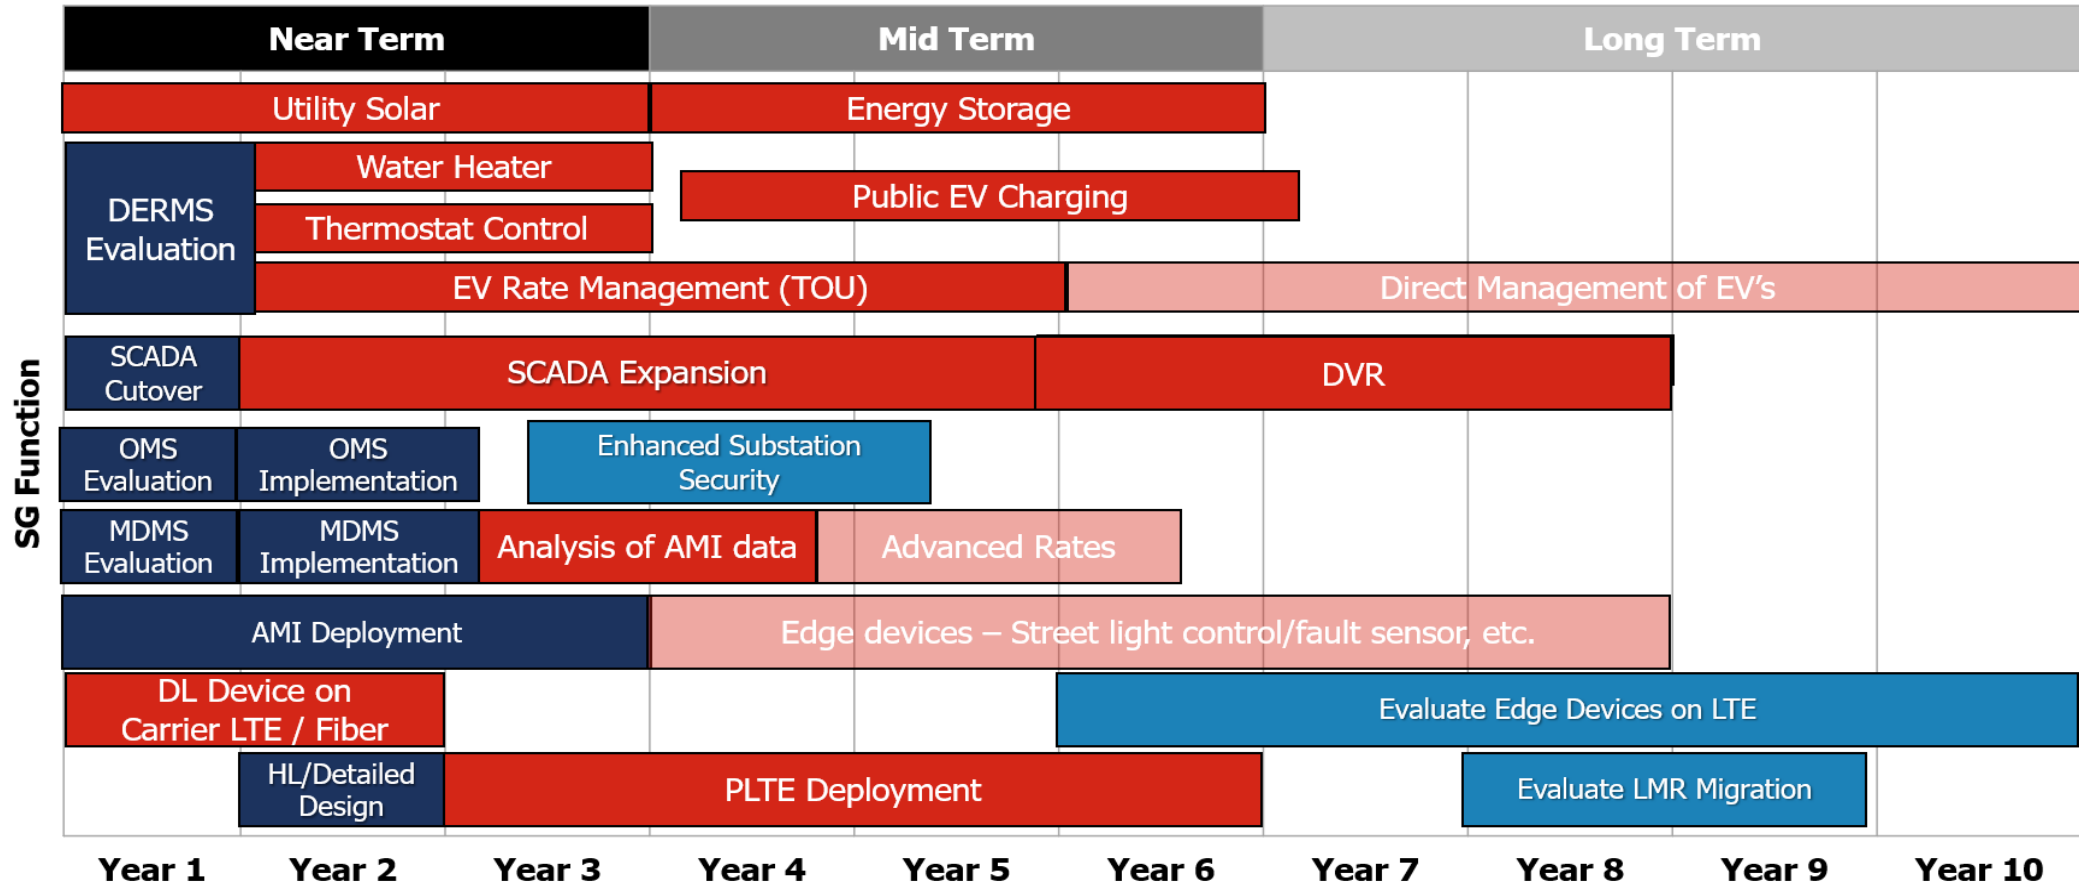 Near Term
Mid Term
Long Term
Utility Solar
Energy Storage
DERMS
Evaluation
Water Heater
Thermostat Control
Public EV Charging
EV Rate Management (TOU)
Direct Management of EV’s
SG Function
SCADA
Cutover
SCADA Expansion
DVR
OMS
Evaluation
OMS
Implementation
Enhanced Substation
Security
MDMS
Evaluation
MDMS
Implementation
Analysis of AMI data
Advanced Rates
AMI Deployment
Edge devices – Street light control/fault sensor, etc.
DL Device on
Carrier LTE / Fiber
Evaluate Edge Devices on LTE
HL/Detailed
Design
PLTE Deployment
Evaluate LMR Migration
Year 1
Year 2
Year 3
Year 4
Year 5
Year 6
Year 7
Year 8
Year 9
Year 10